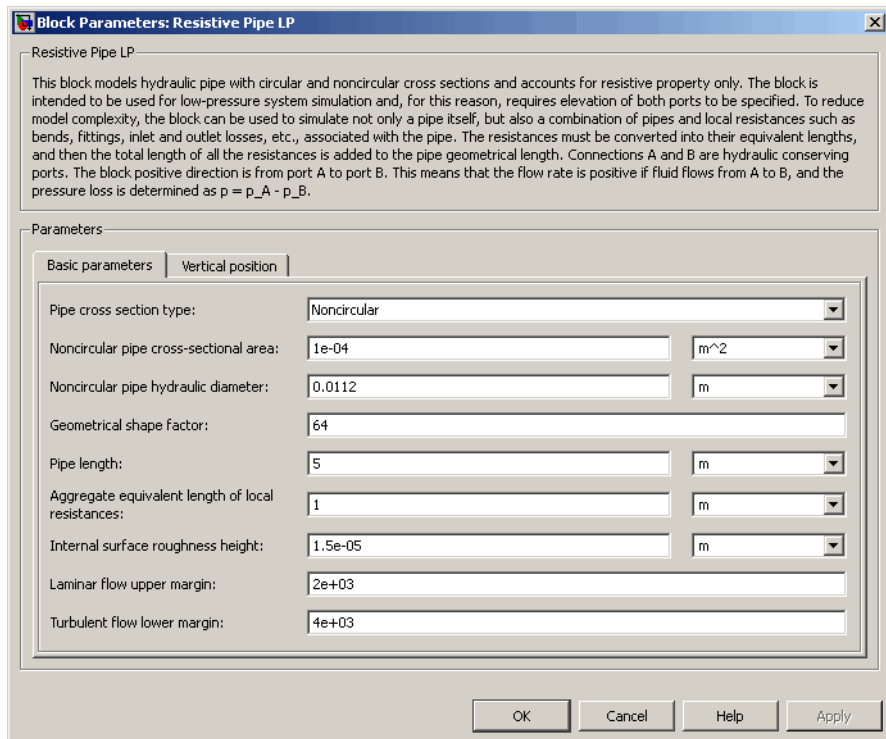 Block Parameters: Resistive Pipe LP
Resistive Pipe LP
This block models hydraulic pipe with circular and noncircular cross sections and accounts for resistive property only. The block is
intended to be used for low-pressure system simulation and, for this reason, requires elevation of both ports to be specified. To reduce
model complexity, the block can be used to simulate not only a pipe itself, but also a combination of pipes and local resistances such as
bends, fittings, inlet and outlet losses, etc., associated with the pipe. The resistances must be converted into their equivalent lengths,
and then the total length of all the resistances is added to the pipe geometrical length. Connections A and B are hydraulic conserving
ports. The block positive direction is from port A to port B. This means that the flow rate is positive if fluid flows from A to B, and the
pressure loss is determined as p = p_A - p_B.
Parameters
Basic parameters Vertical position
Pipe cross section type: Noncircular
Noncircular pipe cross-sectional area: 1e-04 m^2
Noncircular pipe hydraulic diameter: 0.0112 m
Geometrical shape factor: 64
Pipe length: 5 m
Aggregate equivalent length of local
resistances: 1 m
Internal surface roughness height: 1.5e-05 m
Laminar flow upper margin: 2e+03
Turbulent flow lower margin: 4e+03
OK Cancel Help Apply